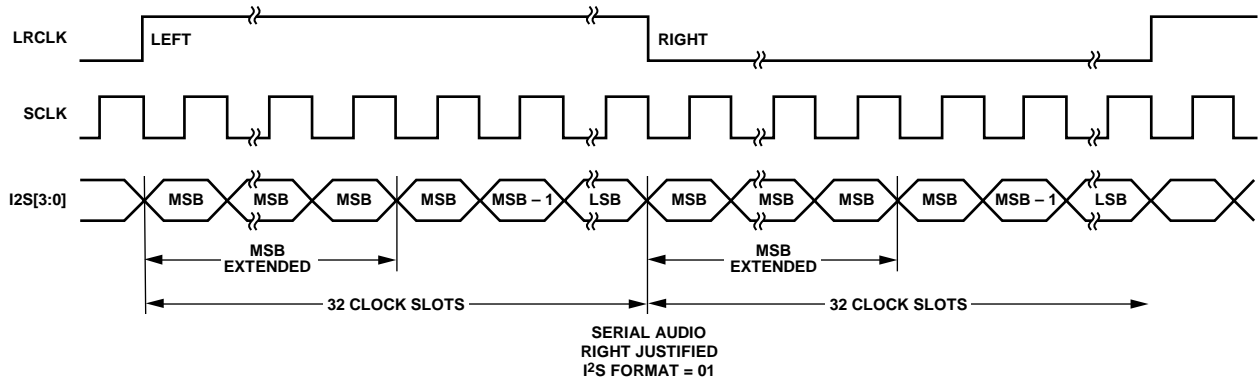 LRCLK
LEFT
RIGHT
SCLK
I2S[3:0]
MSB MSB MSB MSB MSB – 1 LSB MSB MSB MSB MSB MSB – 1 LSB
MSB
EXTENDED
MSB
EXTENDED
32 CLOCK SLOTS
32 CLOCK SLOTS
SERIAL AUDIO
RIGHT JUSTIFIED
I²S FORMAT = 01